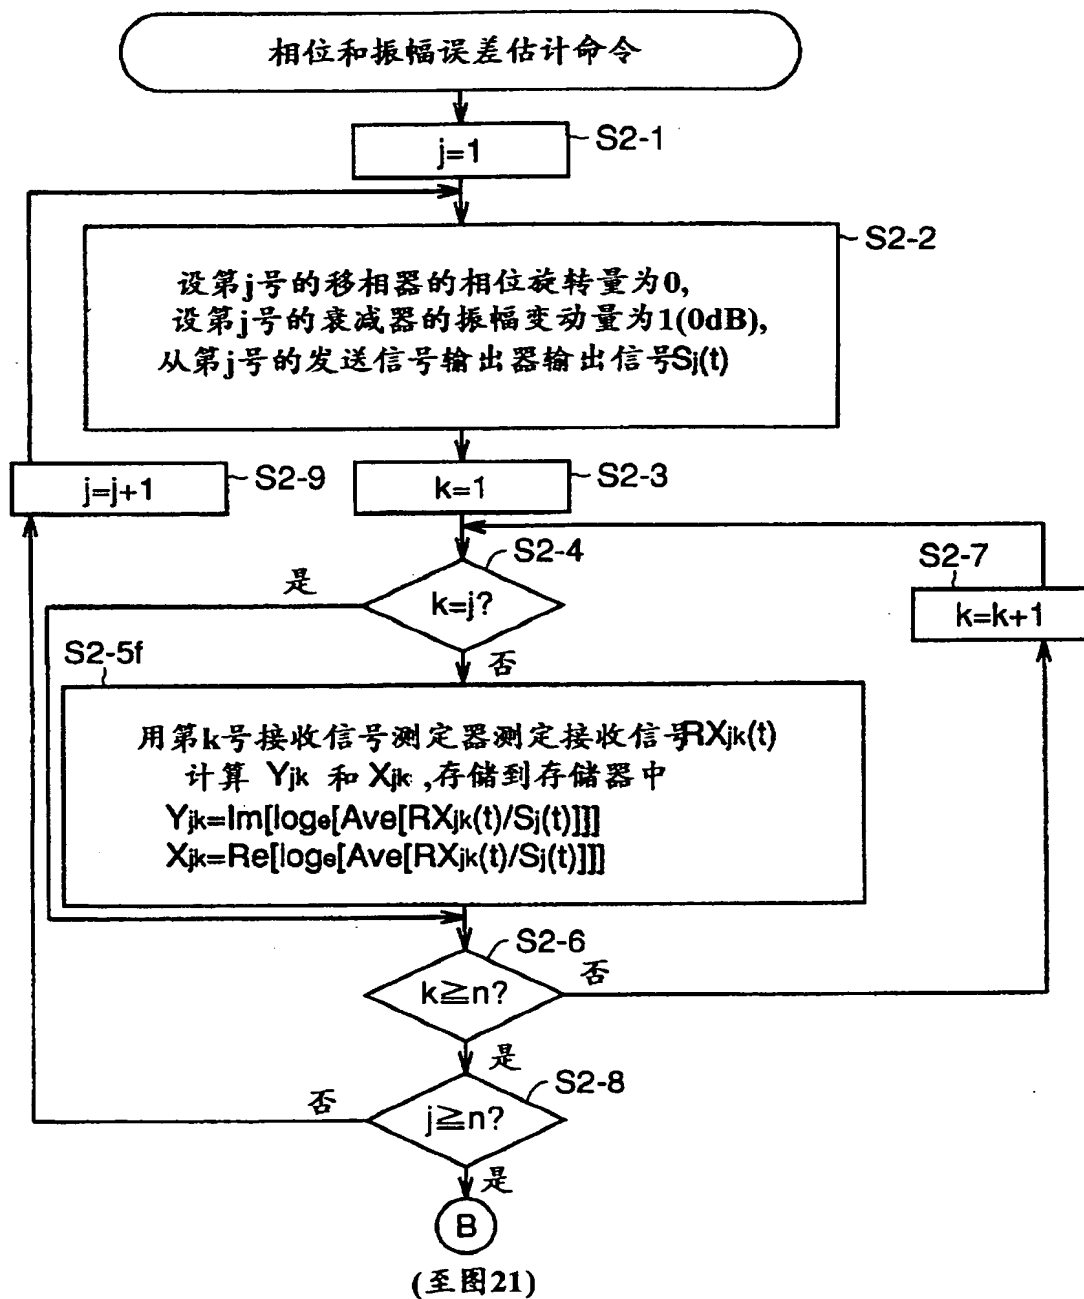 相位和振幅误差估计命令
j=1
S2-1
S2-2
设第j号的移相器的相位旋转量为0,
设第j号的衰减器的振幅变动量为1(0dB),
从第j号的发送信号输出器输出信号Sj(t)
j=j+1
S2-9
k=1
S2-3
S2-4
k=j?
是
否
S2-7
k=k+1
S2-5f
用第k号接收信号测定器测定接收信号RXjk(t)
计算 Yjk 和 Xjk ,存储到存储器中
Yjk=Im[loge[Ave[RXjk(t)/Sj(t)]]]
Xjk=Re[loge[Ave[RXjk(t)/Sj(t)]]]
S2-6
k≧n?
否
是
S2-8
j≧n?
否
是
B
(至图21)